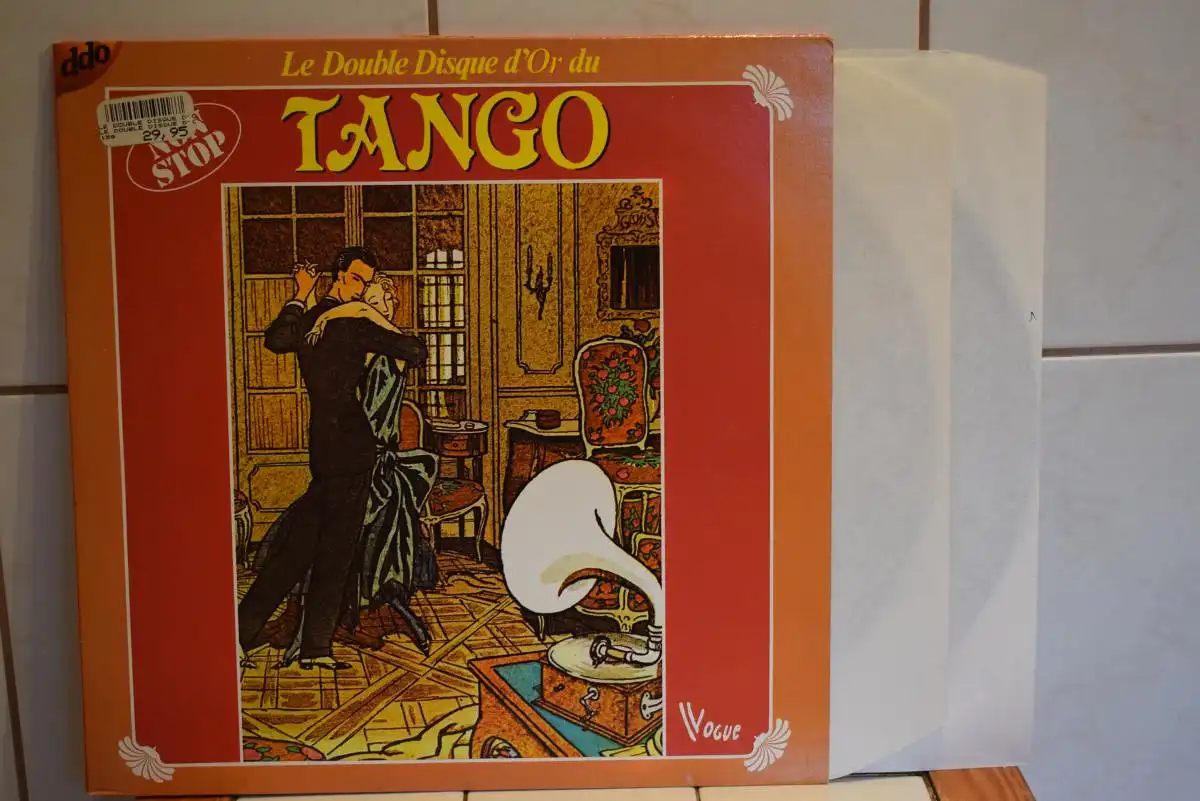 ddo
Le Double Disque d'Or du
TANGO
LE DOUBLE DISQUE D'O
LE DOUBLE DISQUE D'O
29,95
NON
STOP
VOGUE